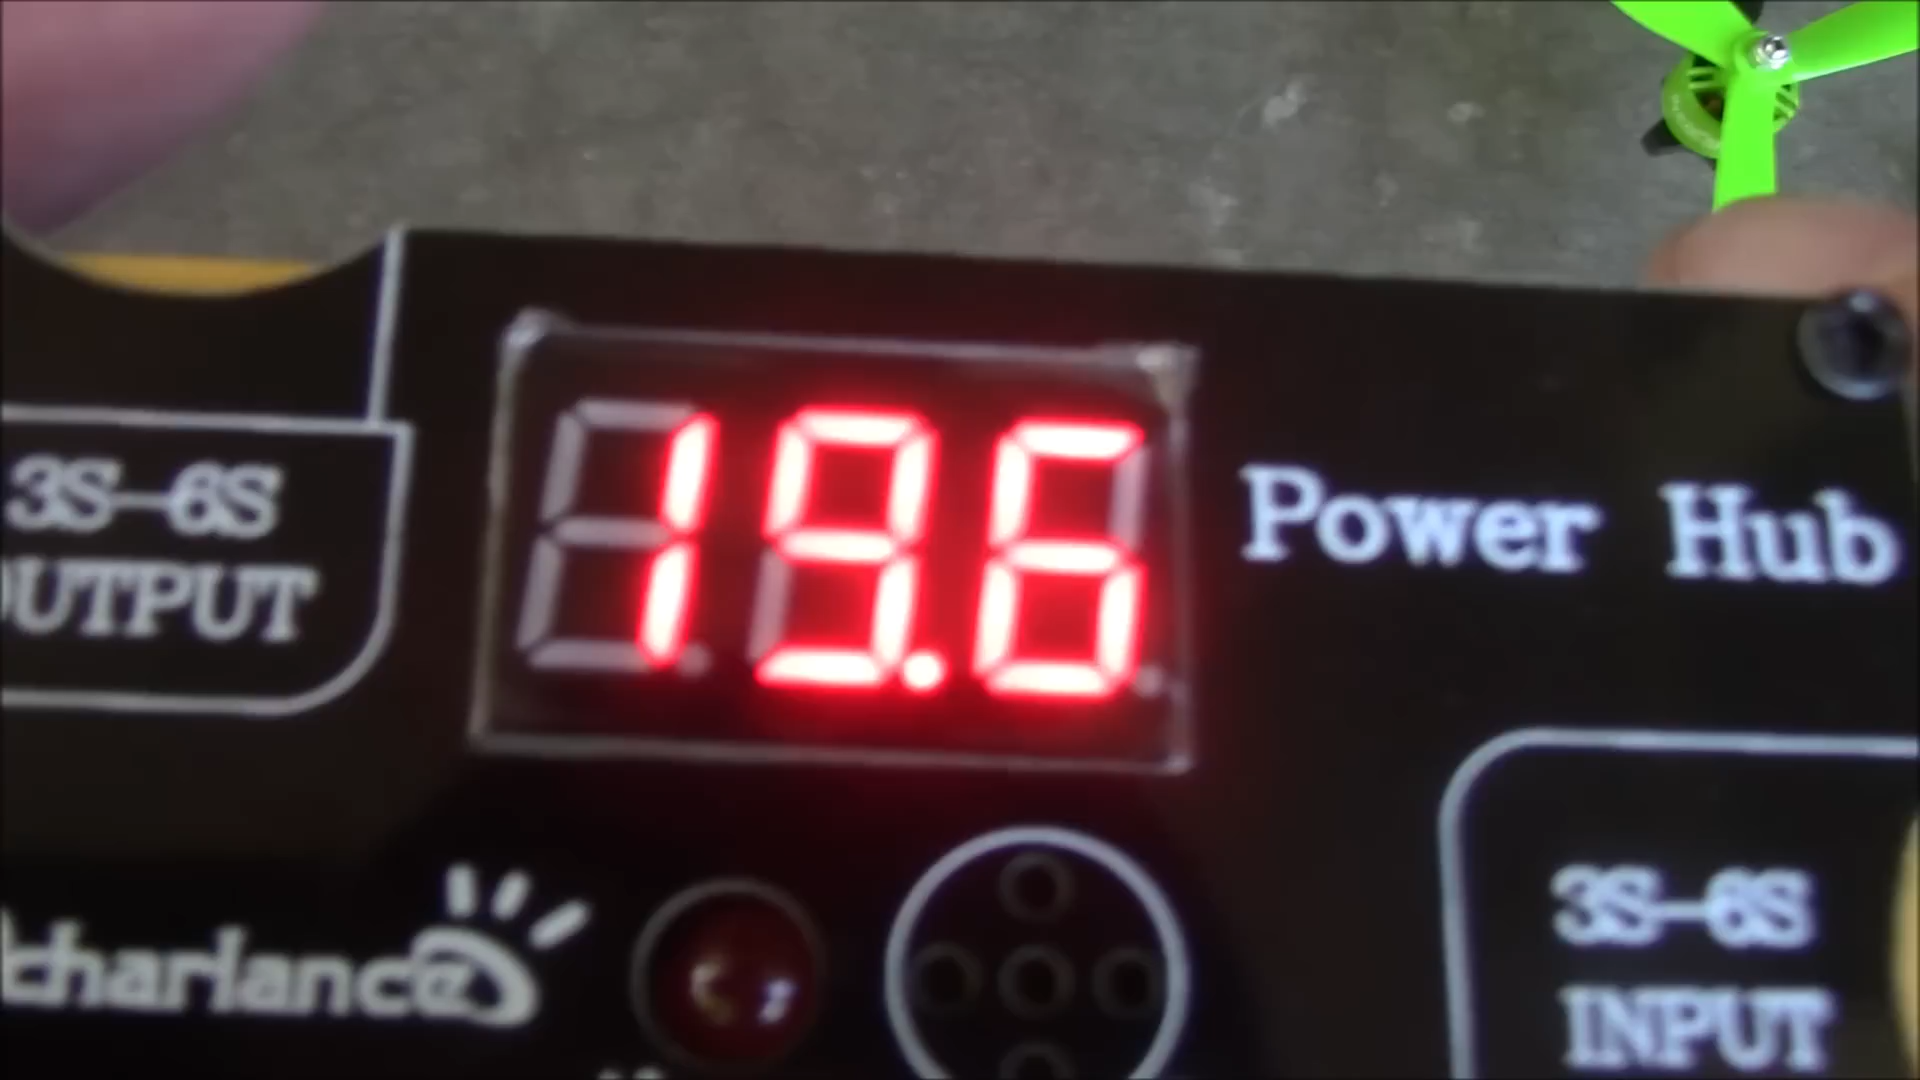 3S-6S
OUTPUT
19.6
Power Hub
charlance
3S-6S
INPUT